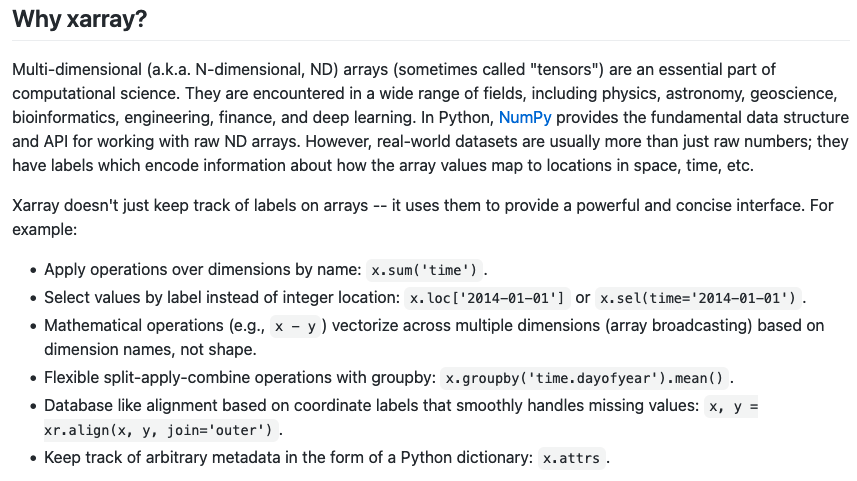 Why xarray?
Multi-dimensional (a.k.a. N-dimensional, ND) arrays (sometimes called "tensors") are an essential part of
computational science. They are encountered in a wide range of fields, including physics, astronomy, geoscience,
bioinformatics, engineering, finance, and deep learning. In Python, NumPy provides the fundamental data structure
and API for working with raw ND arrays. However, real-world datasets are usually more than just raw numbers; they
have labels which encode information about how the array values map to locations in space, time, etc.
Xarray doesn't just keep track of labels on arrays -- it uses them to provide a powerful and concise interface. For
example:
• Apply operations over dimensions by name: x.sum('time') .
• Select values by label instead of integer location: x.loc['2014-01-01'] or x.sel(time='2014-01-01') .
• Mathematical operations (e.g., x - y ) vectorize across multiple dimensions (array broadcasting) based on
dimension names, not shape.
• Flexible split-apply-combine operations with groupby: x.groupby('time.dayofyear').mean() .
• Database like alignment based on coordinate labels that smoothly handles missing values: x, y =
xr.align(x, y, join='outer') .
• Keep track of arbitrary metadata in the form of a Python dictionary: x.attrs .